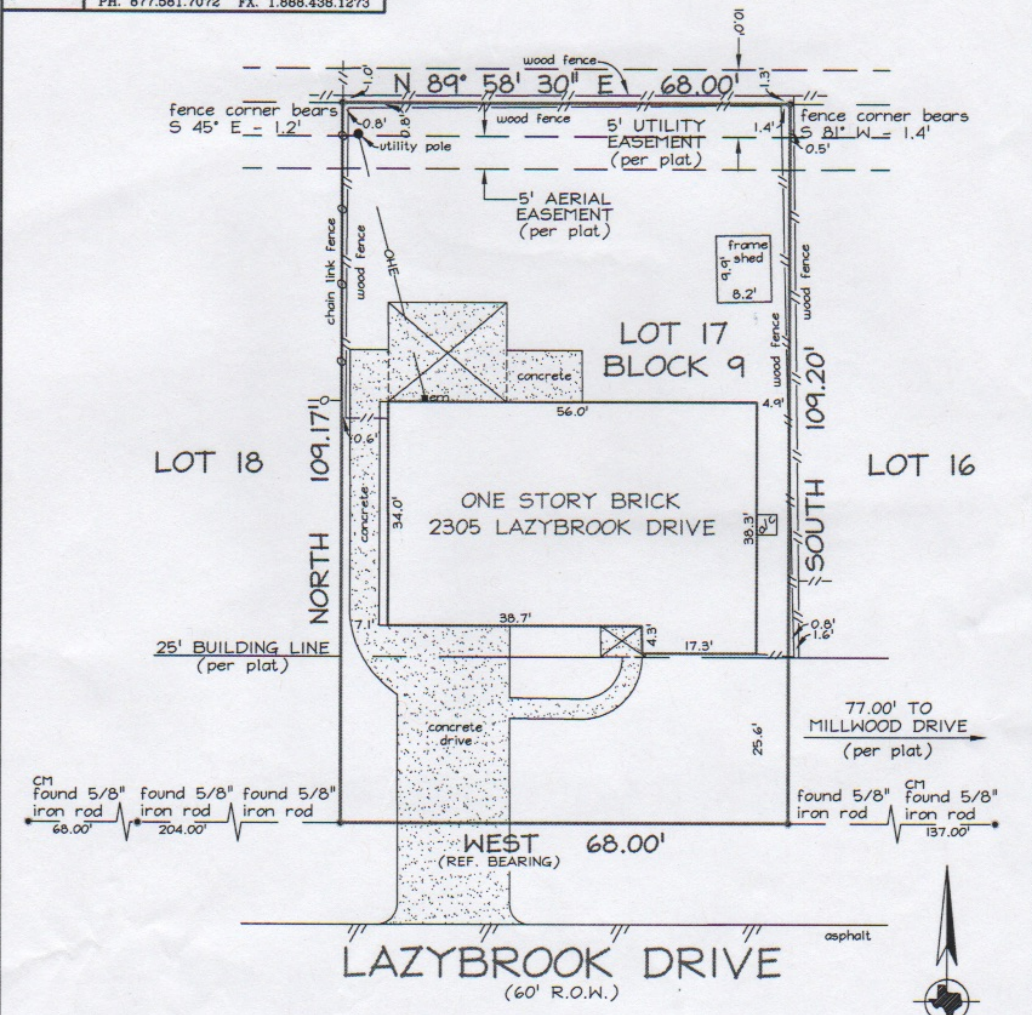 PH. 877.581.7072 FX. 1.888.438.1273
10.0'
wood fence
1.0'
N 89° 58' 30" E 68.00'
1.3'
fence corner bears
S 45° E - 1.2'
0.8'
0.8'
wood fence
5' UTILITY
EASEMENT
(per plat)
1.4'
fence corner bears
S 81° W - 1.4'
0.5'
utility pole
5' AERIAL
EASEMENT
(per plat)
chain link fence
wood fence
OHE
frame
shed
9.9'
8.2'
wood fence
LOT 17
BLOCK 9
wood fence
concrete
em
56.0'
4.9'
NORTH 109.17'
SOUTH 109.20'
0.6'
LOT 18
LOT 16
concrete
34.0'
ONE STORY BRICK
2305 LAZYBROOK DRIVE
38.3'
7.1'
38.7'
4.3'
17.3'
0.8'
1.6'
25' BUILDING LINE
(per plat)
concrete
drive
25.6'
77.00' TO
MILLWOOD DRIVE
(per plat)
CM
found 5/8"
iron rod
68.00'
found 5/8"
iron rod
204.00'
found 5/8"
iron rod
found 5/8"
iron rod
CM
found 5/8"
iron rod
137.00'
WEST 68.00'
(REF. BEARING)
asphalt
LAZYBROOK DRIVE
(60' R.O.W.)